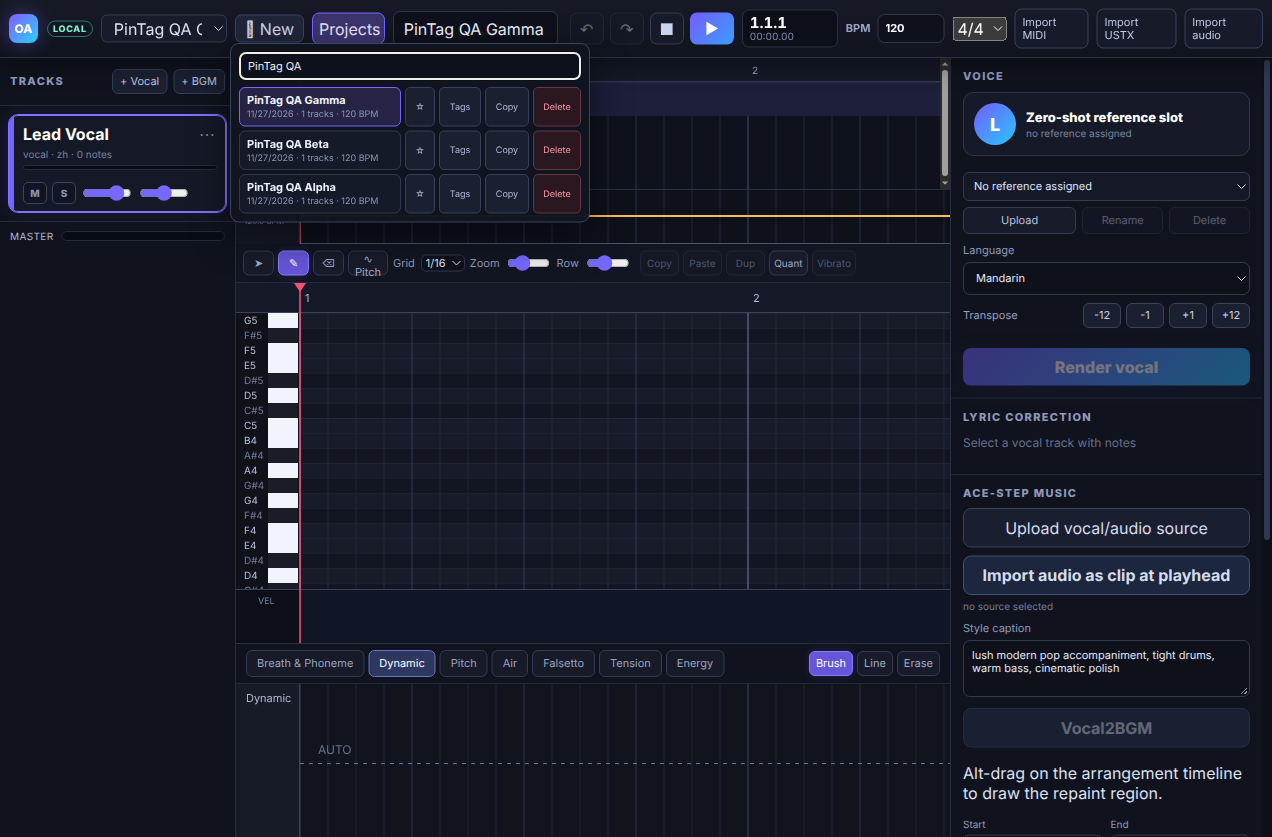 OA
LOCAL
PinTag QA
New
Projects
PinTag QA Gamma
1.1.1
00:00.00
BPM
120
4/4
Import MIDI
Import USTX
Import audio
TRACKS
+ Vocal
+ BGM
Lead Vocal
...
vocal · zh · 0 notes
M
S
MASTER
PinTag QA
PinTag QA Gamma
11/27/2026 · 1 tracks · 120 BPM
☆
Tags
Copy
Delete
PinTag QA Beta
11/27/2026 · 1 tracks · 120 BPM
☆
Tags
Copy
Delete
PinTag QA Alpha
11/27/2026 · 1 tracks · 120 BPM
☆
Tags
Copy
Delete
2
Pitch
Grid
1/16
Zoom
Row
Copy
Paste
Dup
Quant
Vibrato
1
2
G5
F#5
F5
E5
D#5
D5
C#5
C5
B4
A#4
A4
G#4
G4
F#4
F4
E4
D#4
D4
VEL
Breath & Phoneme
Dynamic
Pitch
Air
Falsetto
Tension
Energy
Brush
Line
Erase
Dynamic
AUTO
VOICE
L
Zero-shot reference slot
no reference assigned
No reference assigned
Upload
Rename
Delete
Language
Mandarin
Transpose
-12
-1
+1
+12
Render vocal
LYRIC CORRECTION
Select a vocal track with notes
ACE-STEP MUSIC
Upload vocal/audio source
Import audio as clip at playhead
no source selected
Style caption
lush modern pop accompaniment, tight drums,
warm bass, cinematic polish
Vocal2BGM
Alt-drag on the arrangement timeline
to draw the repaint region.
Start
End